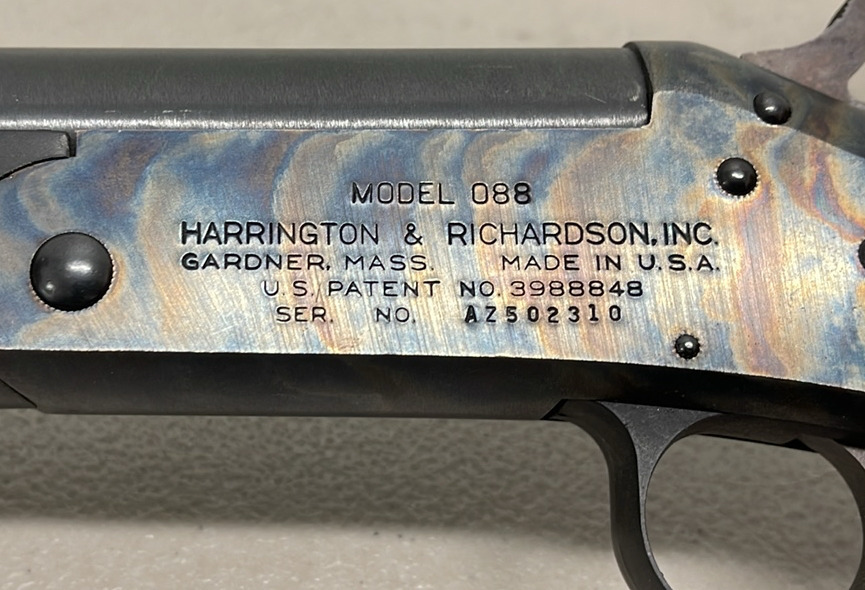 MODEL 088
HARRINGTON & RICHARDSON, INC.
GARDNER, MASS. MADE IN U.S.A.
U.S. PATENT NO. 3988848
SER. NO. AZ502310